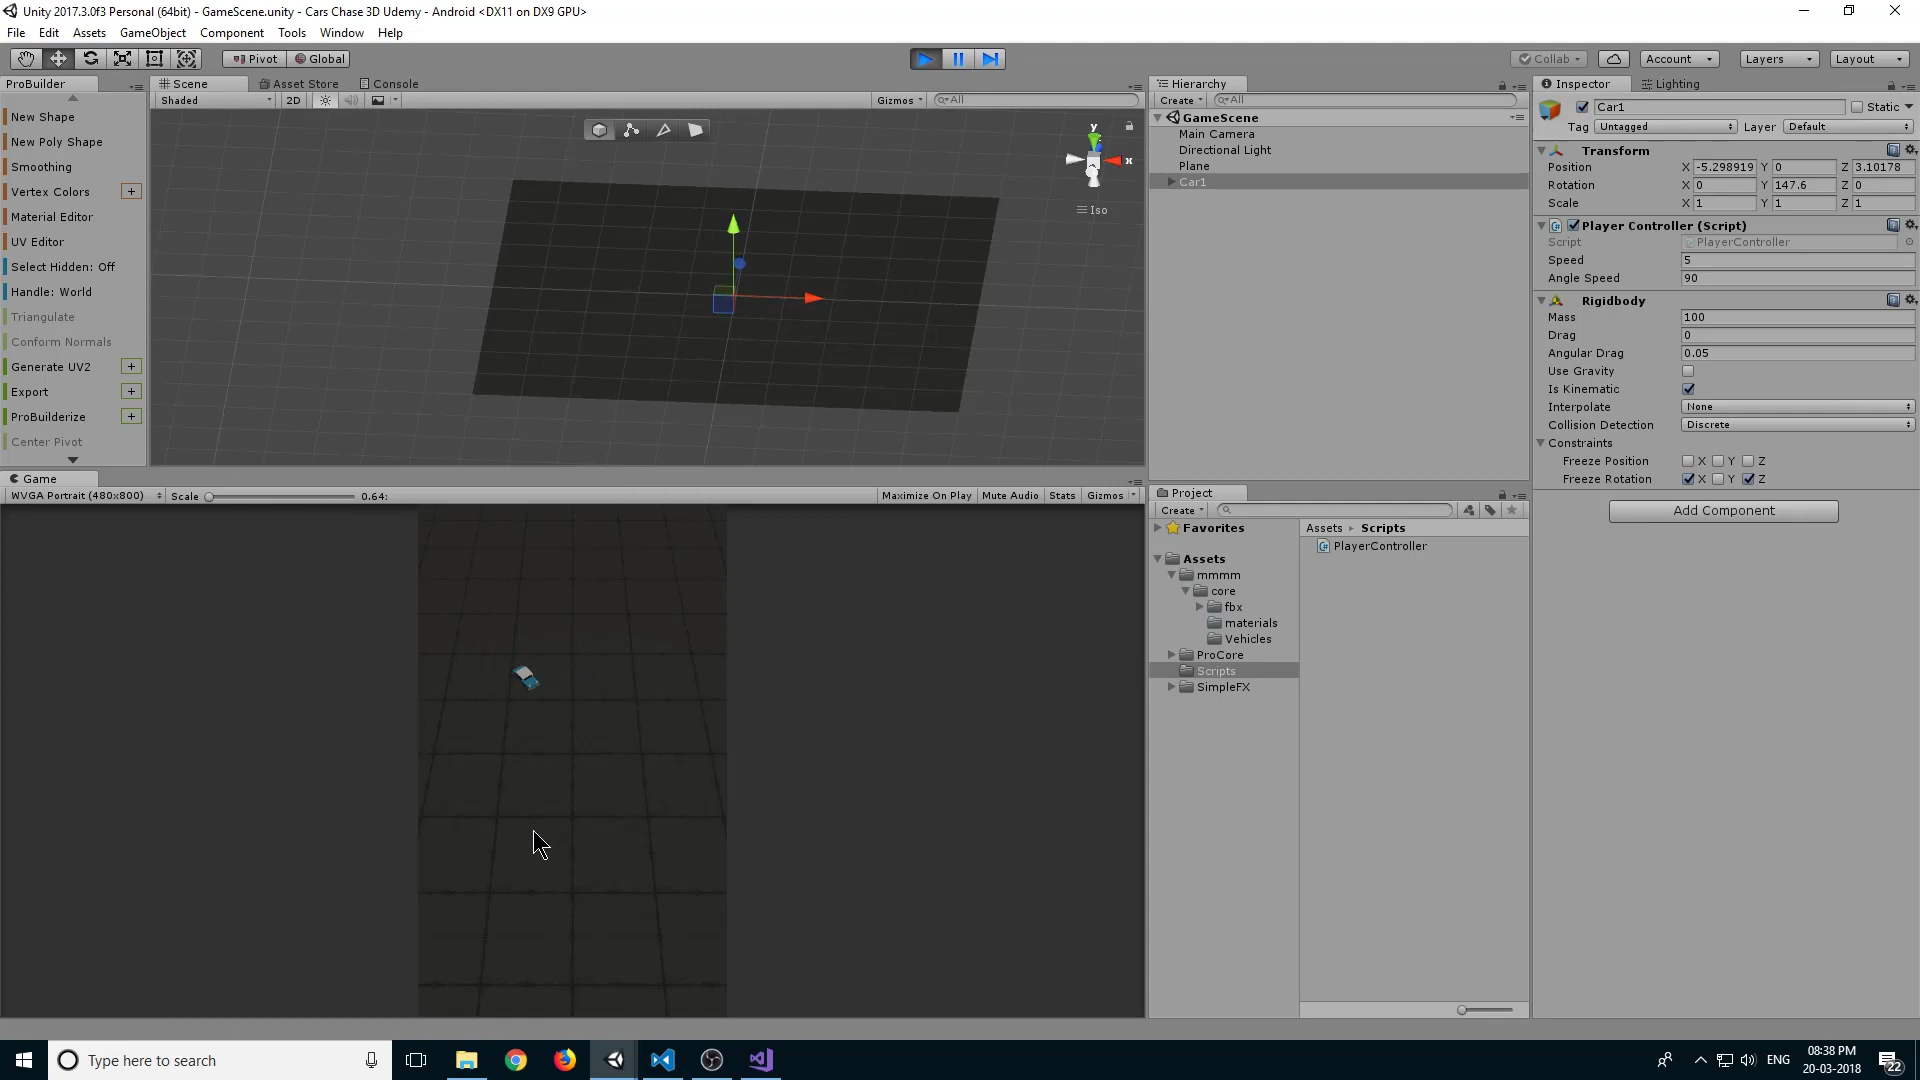 Unity 2017.3.0f3 Personal (64bit) - GameScene.unity - Cars Chase 3D Udemy - Android <DX11 on DX9 GPU>
File Edit Assets GameObject Component Tools Window Help
Pivot Global Collab Account Layers Layout
ProBuilder Scene Asset Store Console Hierarchy Inspector Lighting
Shaded 2D Gizmos All Create All Car1 Static
Tag Untagged Layer Default
New Shape
New Poly Shape
Smoothing
Vertex Colors +
Material Editor
UV Editor
Select Hidden: Off
Handle: World
Triangulate
Conform Normals
Generate UV2 +
Export +
ProBuilderize +
Center Pivot
y
x
Iso
GameScene
Main Camera
Directional Light
Plane
Car1
Transform
Position X -5.298919 Y 0 Z 3.10178
Rotation X 0 Y 147.6 Z 0
Scale X 1 Y 1 Z 1
Player Controller (Script)
Script PlayerController
Speed 5
Angle Speed 90
Rigidbody
Mass 100
Drag 0
Angular Drag 0.05
Use Gravity
Is Kinematic
Interpolate None
Collision Detection Discrete
Constraints
Freeze Position X Y Z
Freeze Rotation X Y Z
Add Component
Game
WVGA Portrait (480x800) Scale 0.64: Maximize On Play Mute Audio Stats Gizmos
Project
Create
Favorites
Assets
mmmm
core
fbx
materials
Vehicles
ProCore
Scripts
SimpleFX
Assets Scripts
PlayerController
Type here to search
ENG
08:38 PM
20-03-2018
22